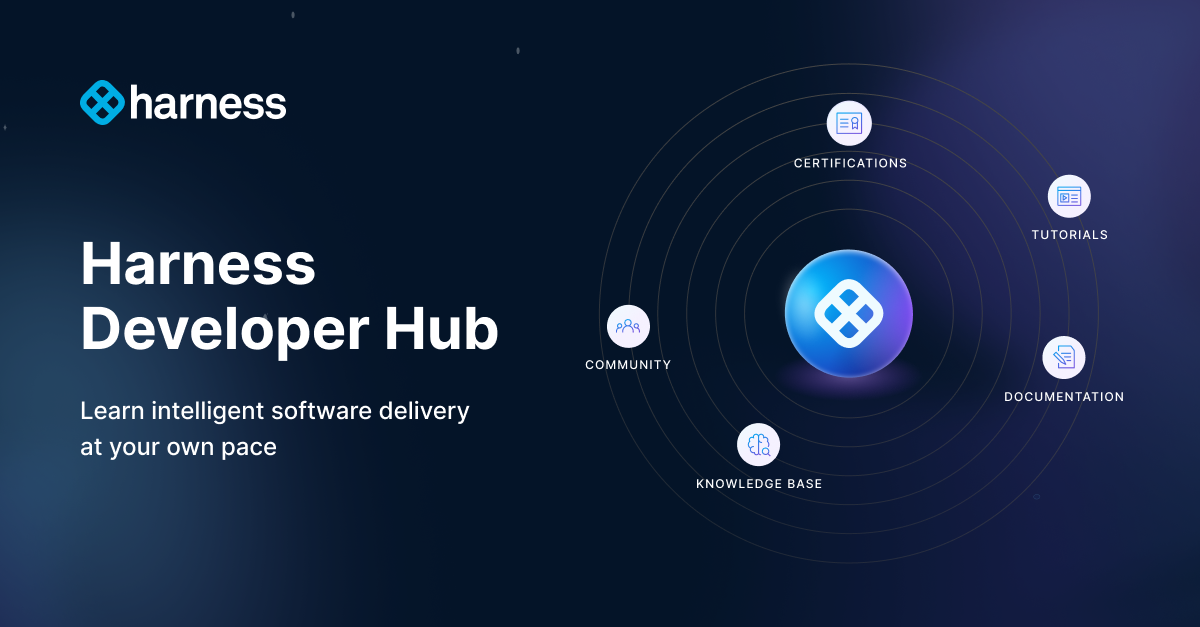 harness
Harness
Developer Hub
Learn intelligent software delivery
at your own pace
CERTIFICATIONS
TUTORIALS
COMMUNITY
DOCUMENTATION
KNOWLEDGE BASE